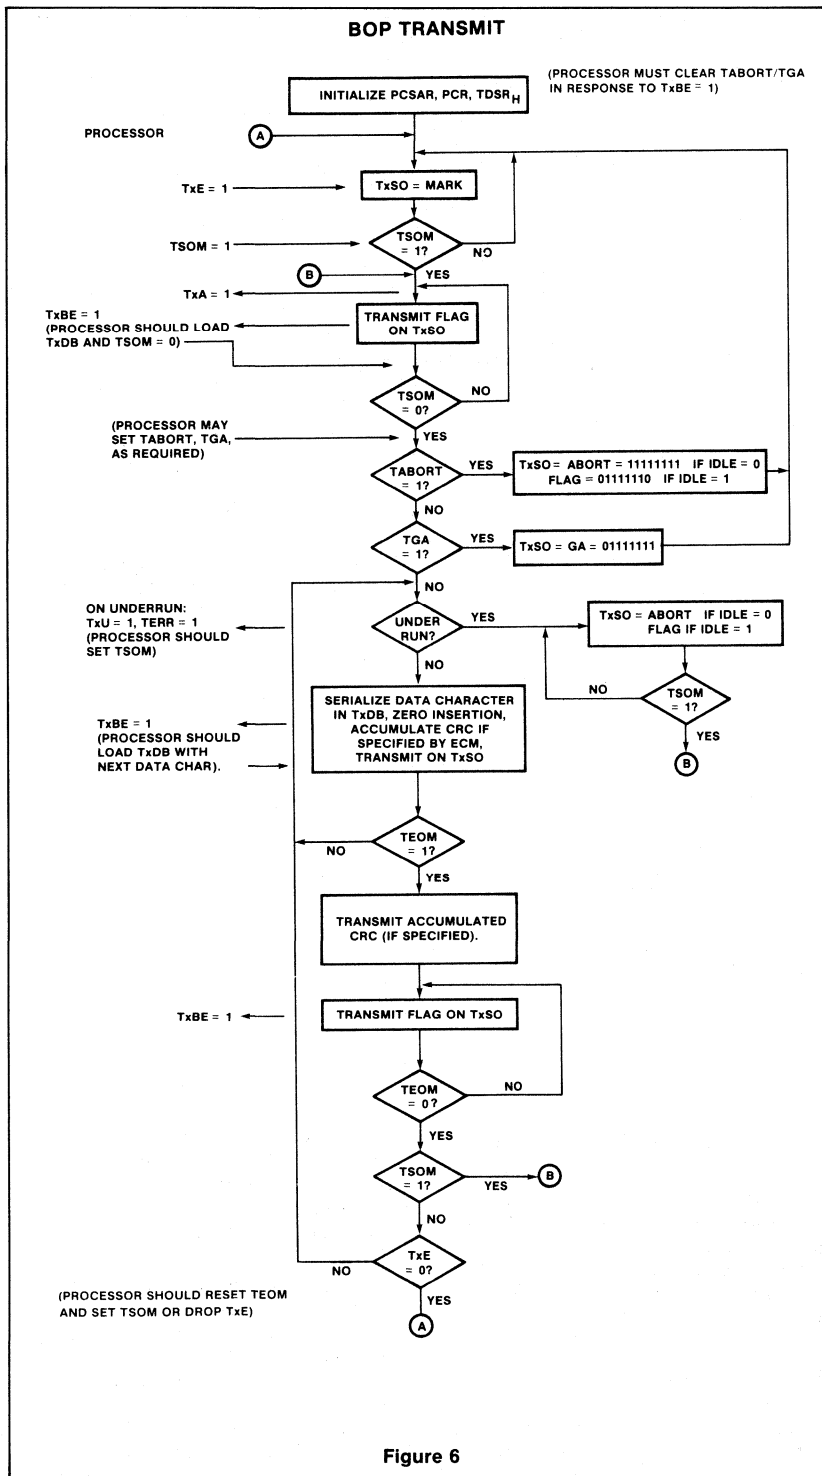 BOP TRANSMIT
(PROCESSOR MUST CLEAR TABORT/TGA
IN RESPONSE TO TxBE = 1)
INITIALIZE PCSAR, PCR, TDSRH
PROCESSOR
A
TxE = 1
TxSO = MARK
TSOM = 1
TSOM
= 1?
NO
B
YES
TxA = 1
TxBE = 1
(PROCESSOR SHOULD LOAD
TxDB AND TSOM = 0)
TRANSMIT FLAG
ON TxSO
TSOM
= 0?
NO
YES
(PROCESSOR MAY
SET TABORT, TGA,
AS REQUIRED)
TABORT
= 1?
YES
TxSO = ABORT = 11111111 IF IDLE = 0
FLAG = 01111110 IF IDLE = 1
NO
TGA
= 1?
YES
TxSO = GA = 01111111
NO
ON UNDERRUN:
TxU = 1, TERR = 1
(PROCESSOR SHOULD
SET TSOM)
UNDER
RUN?
YES
TxSO = ABORT IF IDLE = 0
FLAG IF IDLE = 1
NO
NO
TSOM
= 1?
YES
B
TxBE = 1
(PROCESSOR SHOULD
LOAD TxDB WITH
NEXT DATA CHAR).
SERIALIZE DATA CHARACTER
IN TxDB, ZERO INSERTION,
ACCUMULATE CRC IF
SPECIFIED BY ECM,
TRANSMIT ON TxSO
TEOM
= 1?
NO
YES
TRANSMIT ACCUMULATED
CRC (IF SPECIFIED).
TxBE = 1
TRANSMIT FLAG ON TxSO
TEOM
= 0?
NO
YES
TSOM
= 1?
YES
B
NO
TxE
= 0?
NO
YES
(PROCESSOR SHOULD RESET TEOM
AND SET TSOM OR DROP TxE)
A
Figure 6